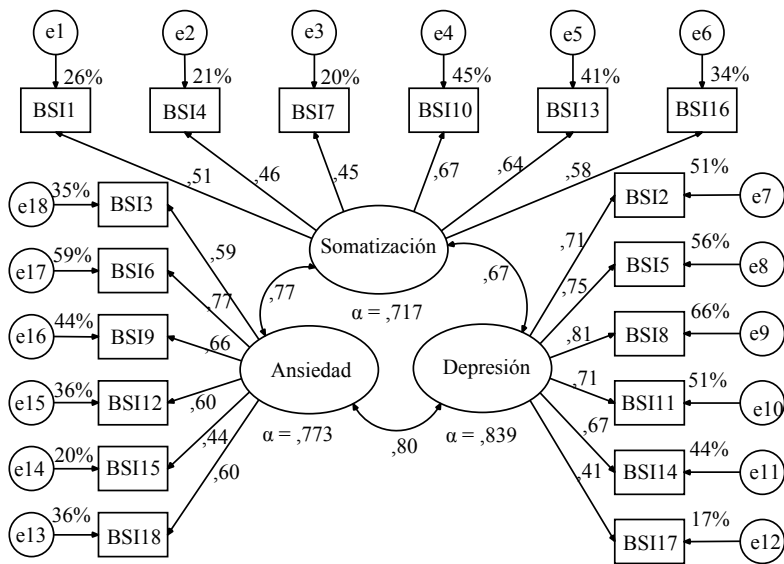 e1 e2 e3 e4 e5 e6
26% 21% 20% 45% 41% 34%
BSI1 BSI4 BSI7 BSI10 BSI13 BSI16
,51 ,46 ,45 ,67 ,64 ,58
e18 35% BSI3
e17 59% BSI6
e16 44% BSI9
e15 36% BSI12
e14 20% BSI15
e13 36% BSI18
,59
,77
,66
,60
,44
,60
Somatización
α = ,717
,77
,67
Ansiedad
α = ,773
,80
Depresión
α = ,839
,71
,75
,81
,71
,67
,41
BSI2 51% e7
BSI5 56% e8
BSI8 66% e9
BSI11 51% e10
BSI14 44% e11
BSI17 17% e12